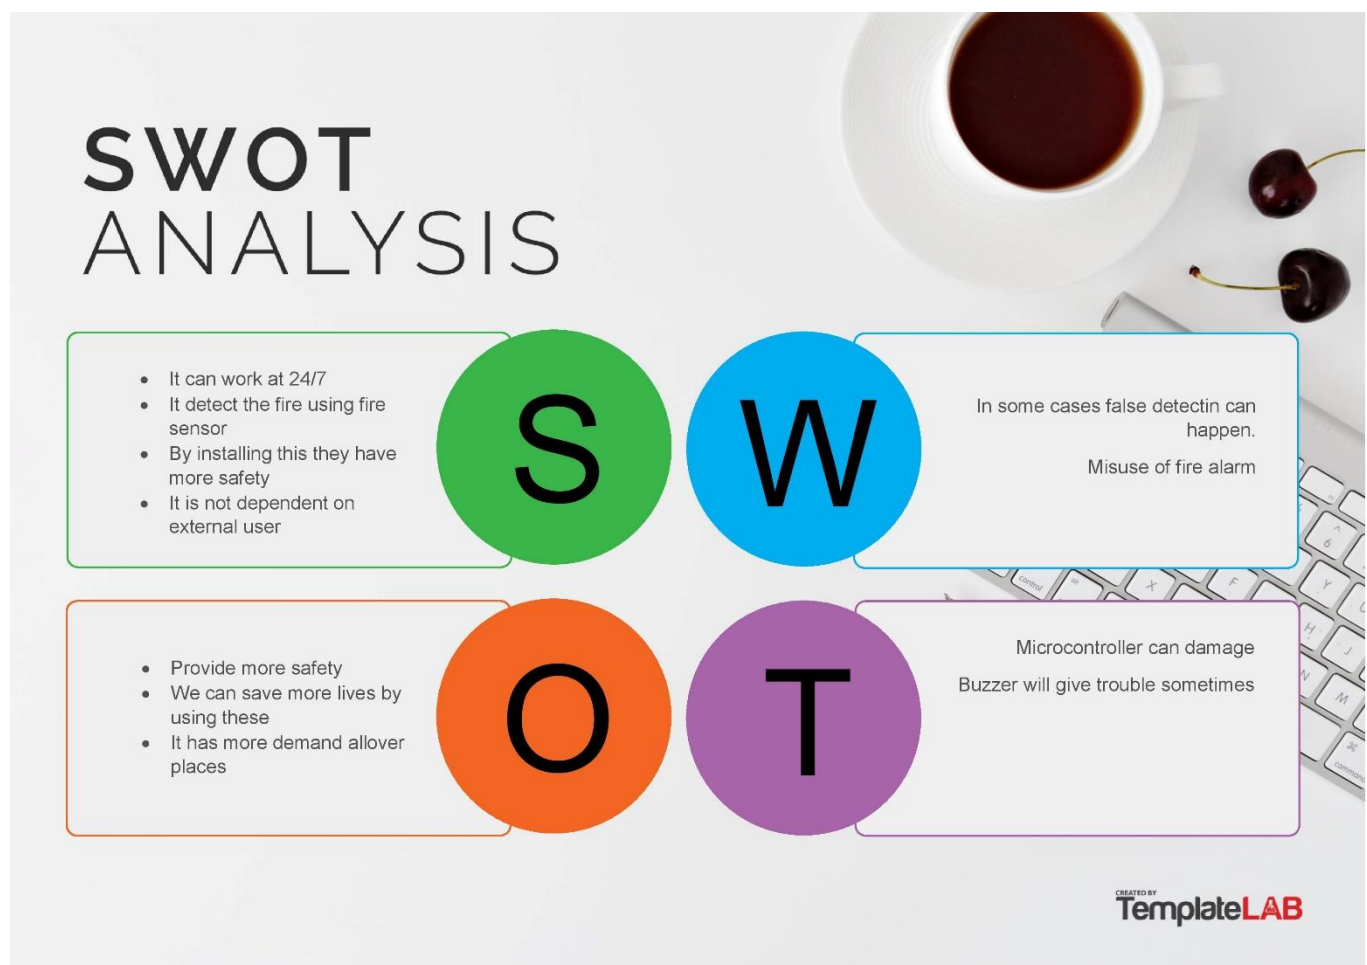 SWOT
ANALYSIS
• It can work at 24/7
• It detect the fire using fire
sensor
• By installing this they have
more safety
• It is not dependent on
external user
S
W
In some cases false detectin can
happen.
Misuse of fire alarm
• Provide more safety
• We can save more lives by
using these
• It has more demand allover
places
O
T
Microcontroller can damage
Buzzer will give trouble sometimes
control
X
F
6
Y
H
J
N
M
⌘
command
CREATED BY
TemplateLAB